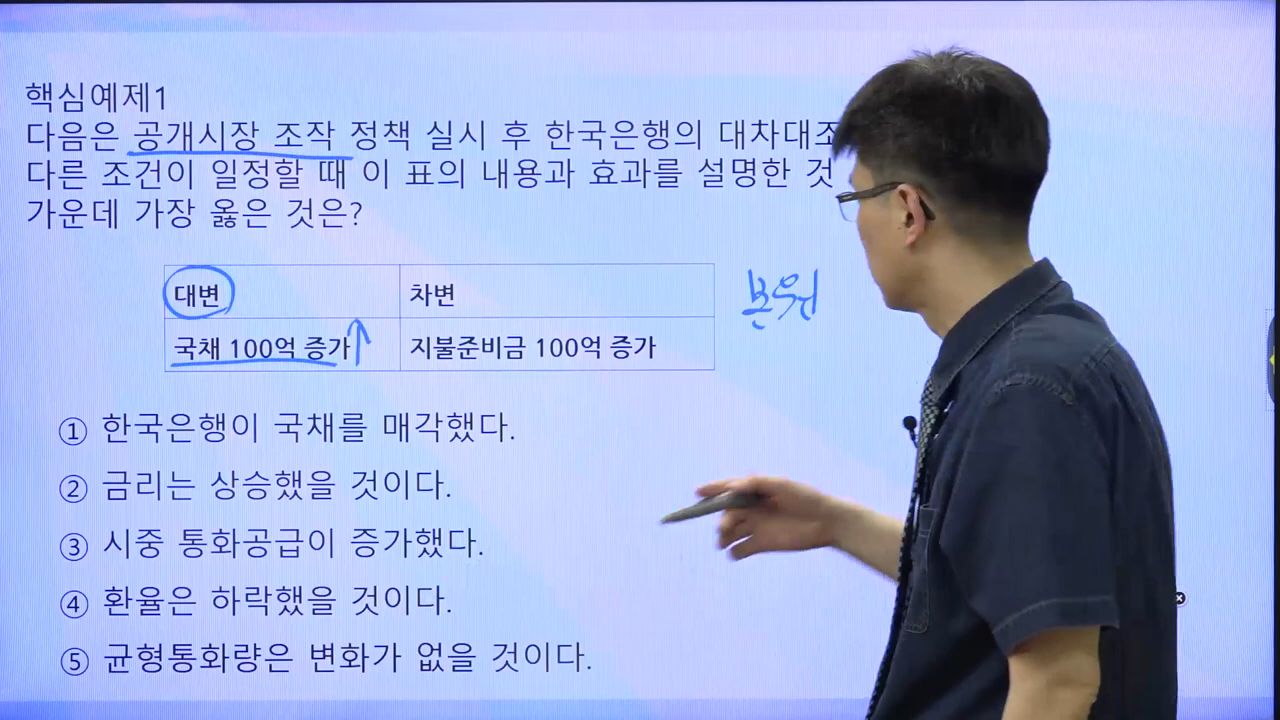 핵심예제1
다음은 공개시장 조작 정책 실시 후 한국은행의 대차대조
다른 조건이 일정할 때 이 표의 내용과 효과를 설명한 것
가운데 가장 옳은 것은?
대변 차변
국채 100억 증가 지불준비금 100억 증가
본원
① 한국은행이 국채를 매각했다.
② 금리는 상승했을 것이다.
③ 시중 통화공급이 증가했다.
④ 환율은 하락했을 것이다.
⑤ 균형통화량은 변화가 없을 것이다.